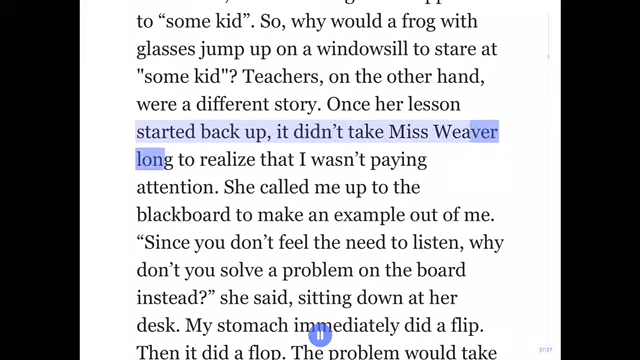 to “some kid”. So, why would a frog with
glasses jump up on a windowsill to stare at
"some kid"? Teachers, on the other hand,
were a different story. Once her lesson
started back up, it didn’t take Miss Weaver
long to realize that I wasn’t paying
attention. She called me up to the
blackboard to make an example out of me.
“Since you don’t feel the need to listen, why
don’t you solve a problem on the board
instead?” she said, sitting down at her
desk. My stomach immediately did a flip.
Then it did a flop. The problem would take